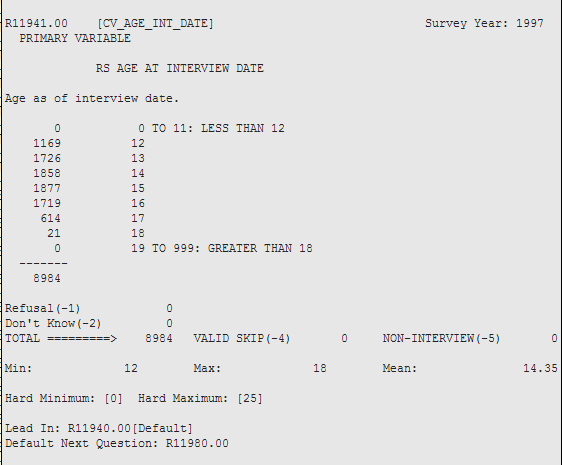 R11941.00 [CV_AGE_INT_DATE] Survey Year: 1997
PRIMARY VARIABLE
RS AGE AT INTERVIEW DATE
Age as of interview date.
0 0 TO 11: LESS THAN 12
1169 12
1726 13
1858 14
1877 15
1719 16
614 17
21 18
0 19 TO 999: GREATER THAN 18
-------
8984
Refusal(-1) 0
Don't Know(-2) 0
TOTAL =========> 8984 VALID SKIP(-4) 0 NON-INTERVIEW(-5) 0
Min: 12 Max: 18 Mean: 14.35
Hard Minimum: [0] Hard Maximum: [25]
Lead In: R11940.00[Default]
Default Next Question: R11980.00